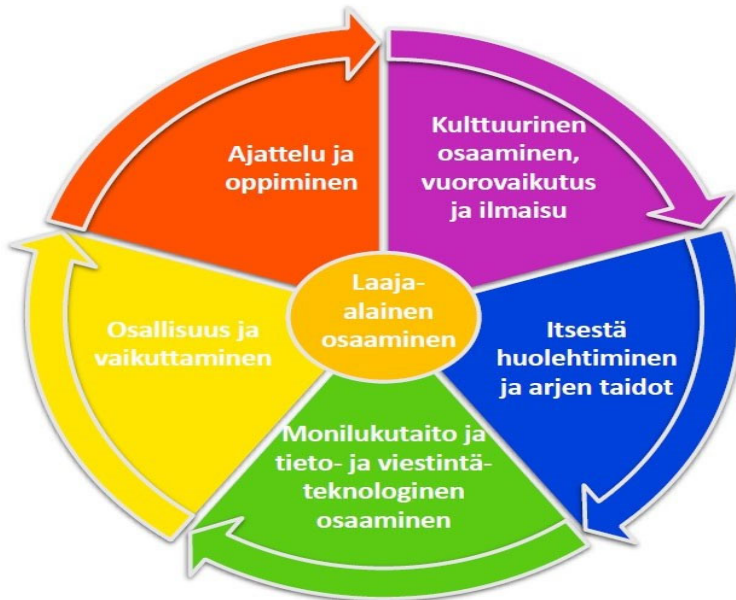 Ajattelu ja
oppiminen
Kulttuurinen
osaaminen,
vuorovaikutus
ja ilmaisu
Laaja-
alainen
osaaminen
Osallisuus ja
vaikuttaminen
Itsestä
huolehtiminen
ja arjen taidot
Monilukutaito ja
tieto- ja viestintä-
teknologinen
osaaminen